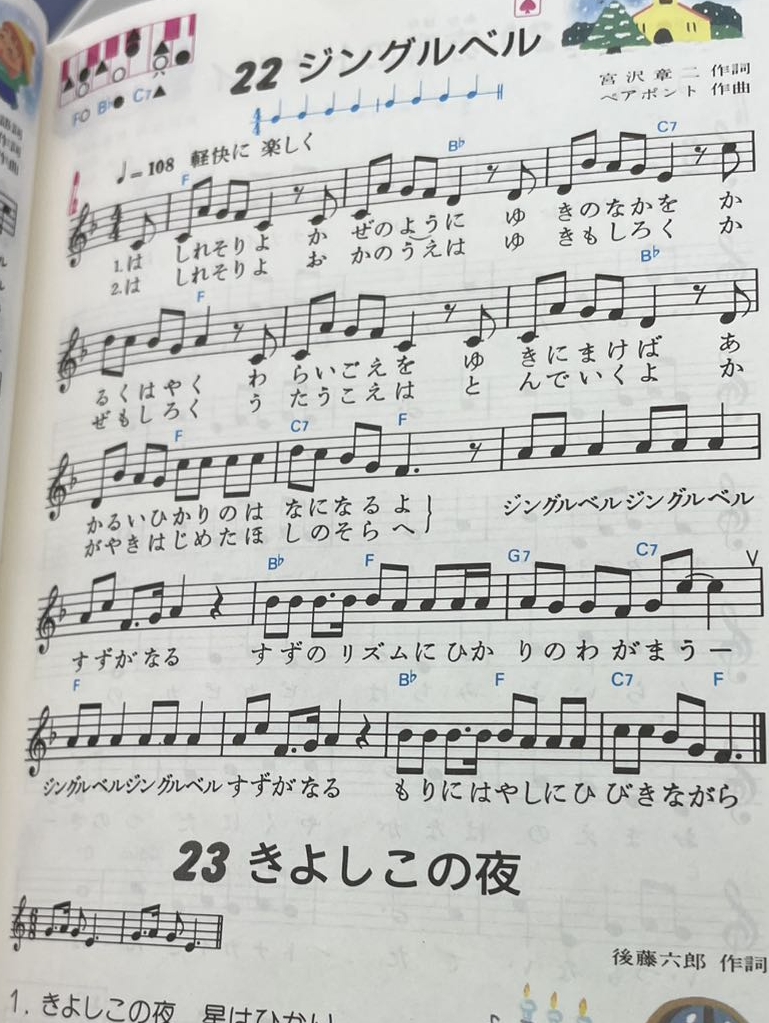 22 ジングルベル
宮沢章二 作詞
ペアポント 作曲
F○ B♭● C7▲
♩=108 軽快に 楽しく
F B♭ C7
1.は しれそりよ か ぜのように ゆ きのなかを か
2.は しれそりよ お かのうえは ゆ きもしろく か
F B♭
るくはやく わ らいごえを ゆ きにまけば あ
ぜもしろく う たうこえは と んでいくよ か
F C7 F
かるいひかりのは なになるよ ジングルベルジングルベル
がやきはじめたほ しのそらへ
B♭ F G7 C7
すずがなる すずの リズムにひか りのわがまうー
F B♭ F C7 F
ジングルベルジングルベルすずがなる もりにはやしにひびきながら
23 きよしこの夜
後藤六郎 作詞
1. きよしこの夜 星はひかい